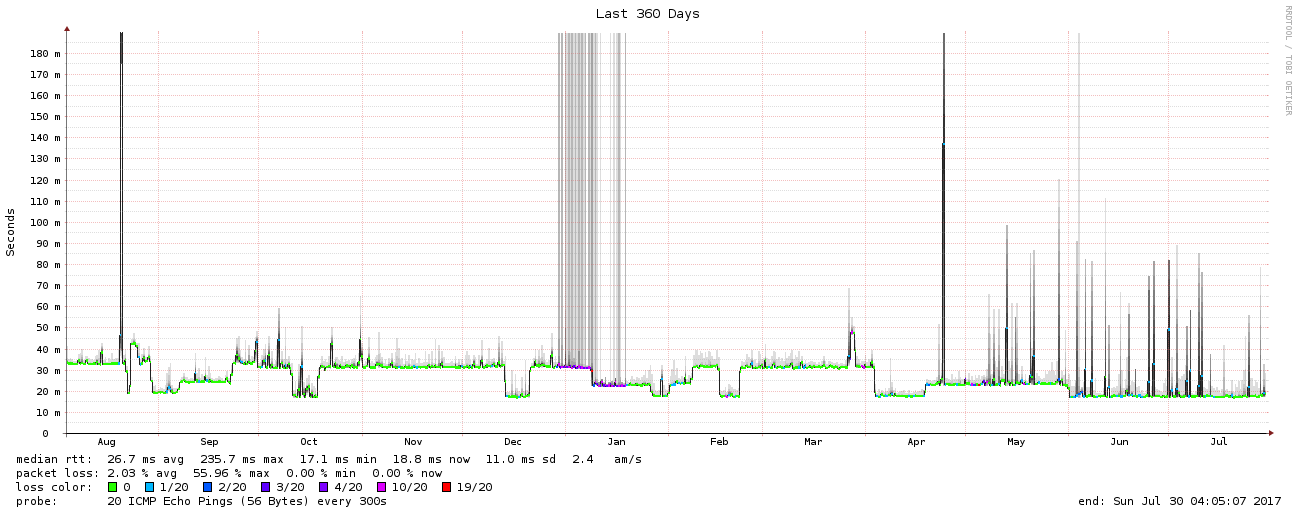 Last 360 Days
RRDTOOL / TOBI OETIKER
Seconds
180 m
170 m
160 m
150 m
140 m
130 m
120 m
110 m
100 m
90 m
80 m
70 m
60 m
50 m
40 m
30 m
20 m
10 m
0
Aug Sep Oct Nov Dec Jan Feb Mar Apr May Jun Jul
median rtt: 26.7 ms avg 235.7 ms max 17.1 ms min 18.8 ms now 11.0 ms sd 2.4 am/s
packet loss: 2.03 % avg 55.96 % max 0.00 % min 0.00 % now
loss color: 0 1/20 2/20 3/20 4/20 10/20 19/20
probe: 20 ICMP Echo Pings (56 Bytes) every 300s end: Sun Jul 30 04:05:07 2017